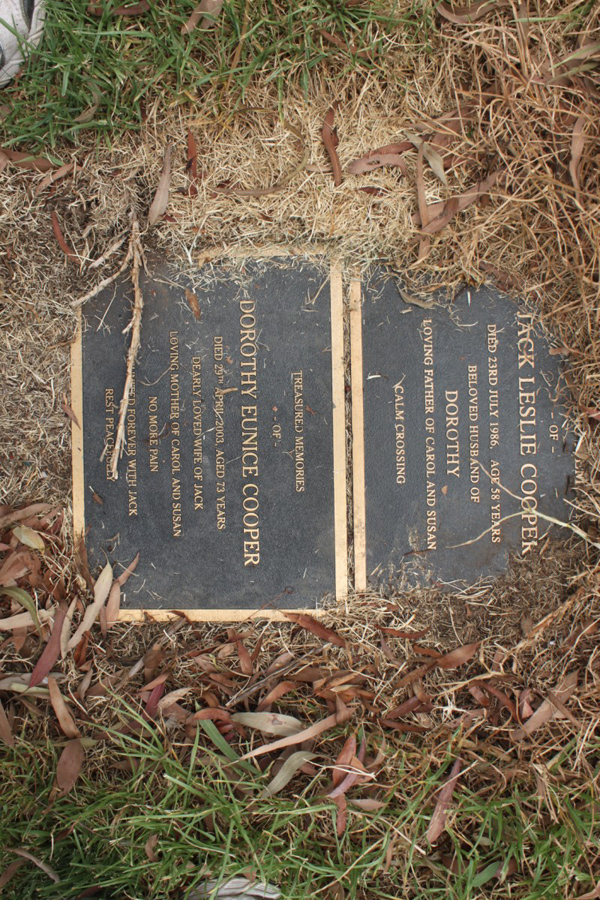 - OF -
JACK LESLIE COOPER
DIED 23RD JULY 1986 AGE 58 YEARS
BELOVED HUSBAND OF
DOROTHY
LOVING FATHER OF CAROL AND SUSAN
CALM CROSSING
TREASURED MEMORIES
- OF -
DOROTHY EUNICE COOPER
DIED 29TH APRIL 2003, AGED 73 YEARS
DEARLY LOVED WIFE OF JACK
LOVING MOTHER OF CAROL AND SUSAN
NO MORE PAIN
FOREVER WITH JACK
REST PEACEFULLY